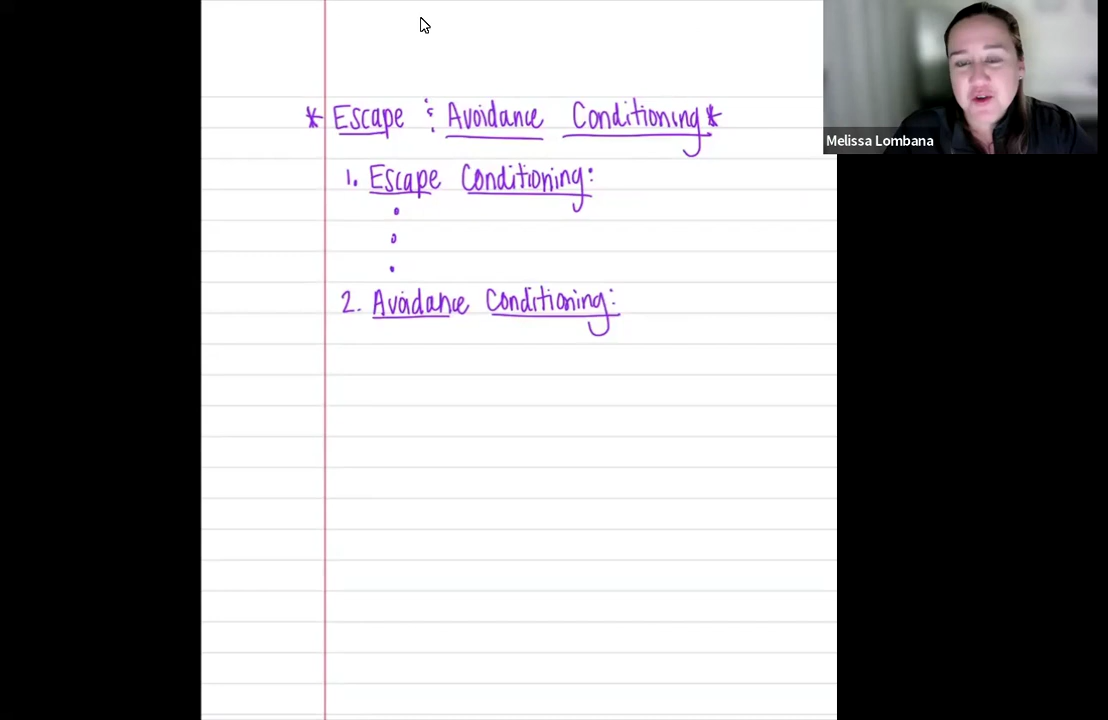 * Escape & Avoidance Conditioning *
1. Escape Conditioning:
•
•
•
2. Avoidance Conditioning:
Melissa Lombana